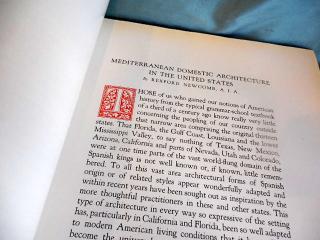 MEDITERRANEAN DOMESTIC ARCHITECTURE
IN THE UNITED STATES
By REXFORD NEWCOMB, A. I. A.
THOSE of us who gained our notions of American
history from the typical grammar-school textbook
of a third of a century ago know really very little
concerning the peopling of our country outside
that narrow area comprising the original thirteen
states. That Florida, the Gulf Coast, Louisiana and the lower
Mississippi Valley, to say nothing of Texas, New Mexico,
Arizona, California and parts of Nevada, Utah and Colorado,
were at one time parts of the vast world-flung domain of the
Spanish kings is not well known or, if known, little remem-
bered. To all this vast area architectural forms of Spanish
origin or of related styles appear wonderfully adapted and
within recent years have been sought out as inspiration by the
more thoughtful practitioners in these and other states. This
type of architecture in every way so expressive of the setting
has, particularly in California and Florida, been so well adapted
to modern American living conditions that it
become the